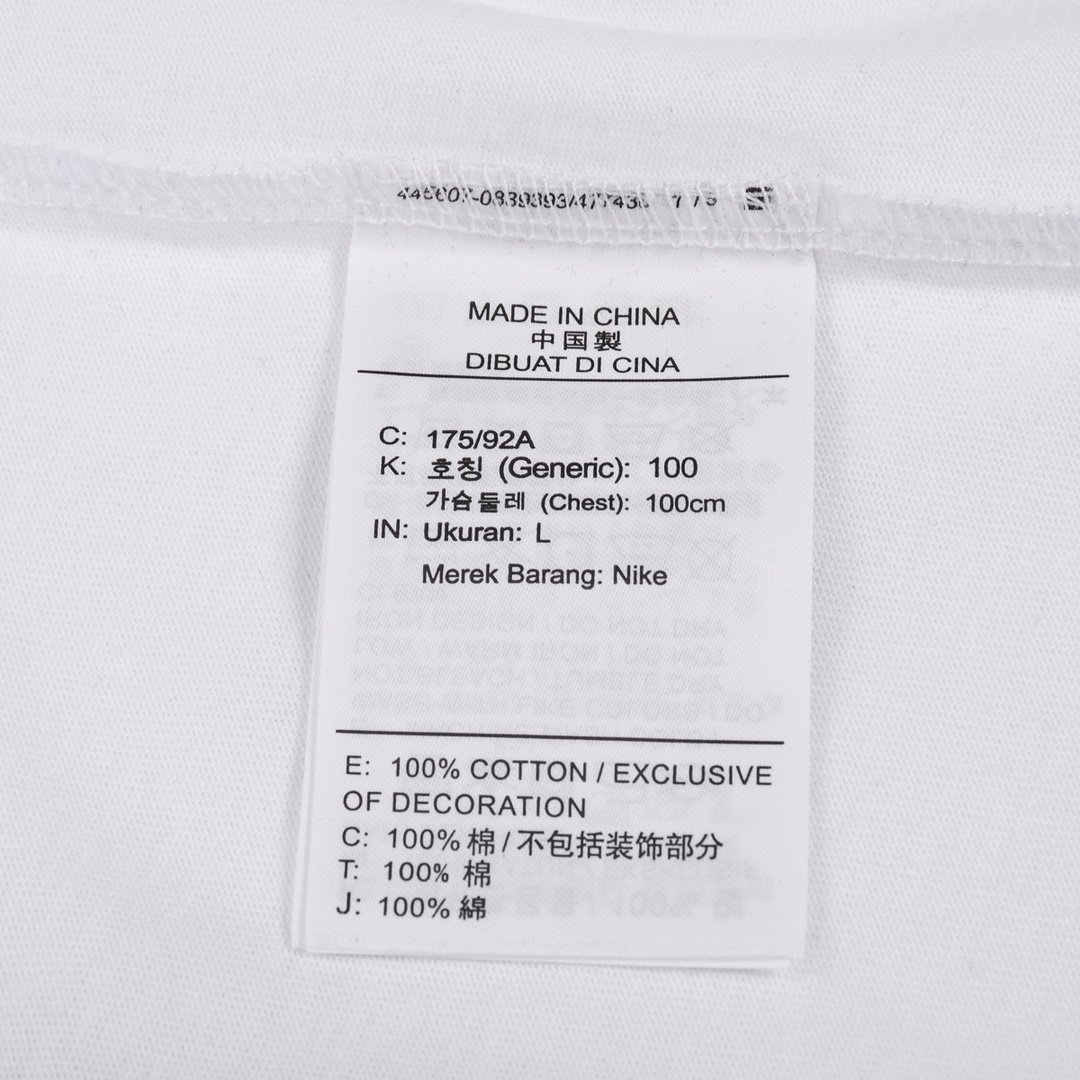 MADE IN CHINA
中国製
DIBUAT DI CINA
C: 175/92A
K: 호칭 (Generic): 100
가슴둘레 (Chest): 100cm
IN: Ukuran: L
Merek Barang: Nike
E: 100% COTTON / EXCLUSIVE
OF DECORATION
C: 100% 棉 / 不包括装饰部分
T: 100% 棉
J: 100% 綿